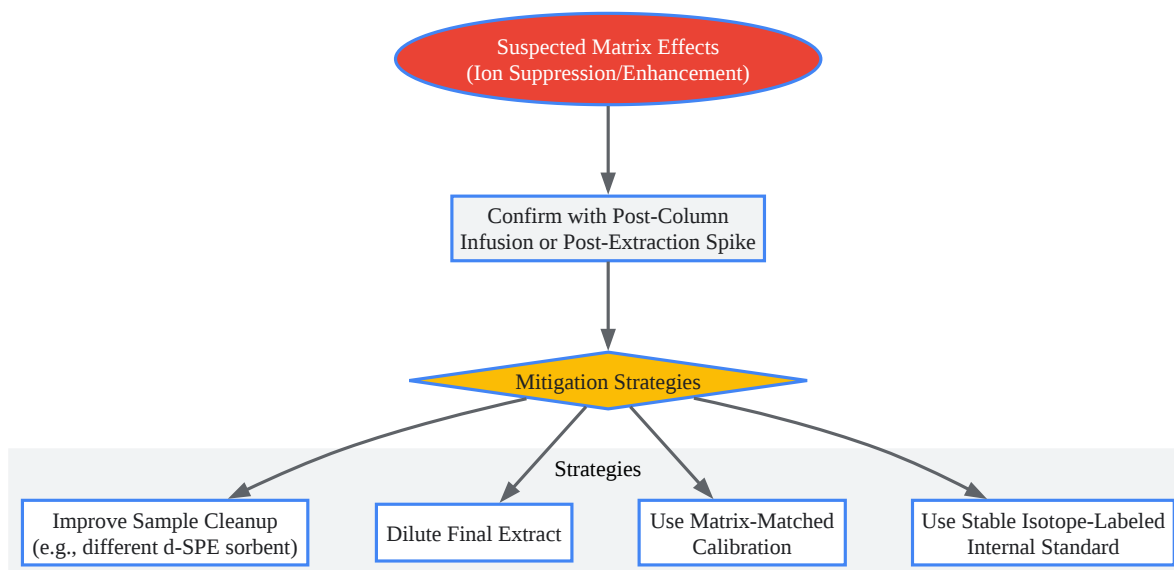 Suspected Matrix Effects
(Ion Suppression/Enhancement)
Confirm with Post-Column
Infusion or Post-Extraction Spike
Mitigation Strategies
Strategies
Improve Sample Cleanup
(e.g., different d-SPE sorbent)
Dilute Final Extract
Use Matrix-Matched
Calibration
Use Stable Isotope-Labeled
Internal Standard